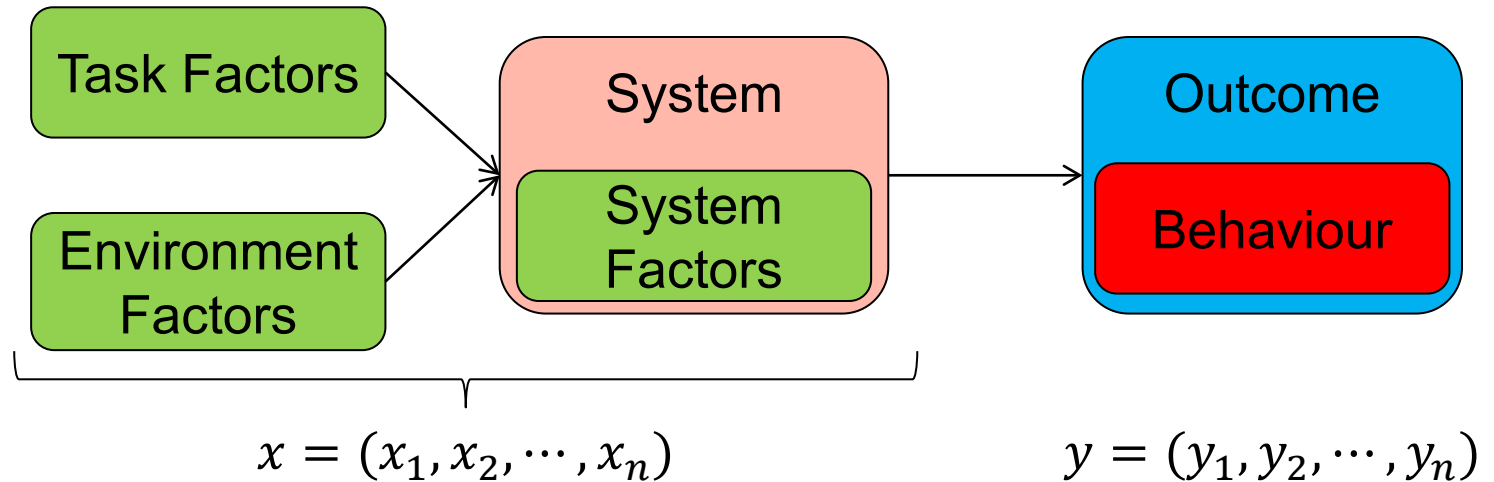 Task Factors
Environment
Factors
System
System
Factors
Outcome
Behaviour
𝑥 = (𝑥₁, 𝑥₂, ⋯ , 𝑥ₙ)
𝑦 = (𝑦₁, 𝑦₂, ⋯ , 𝑦ₙ)